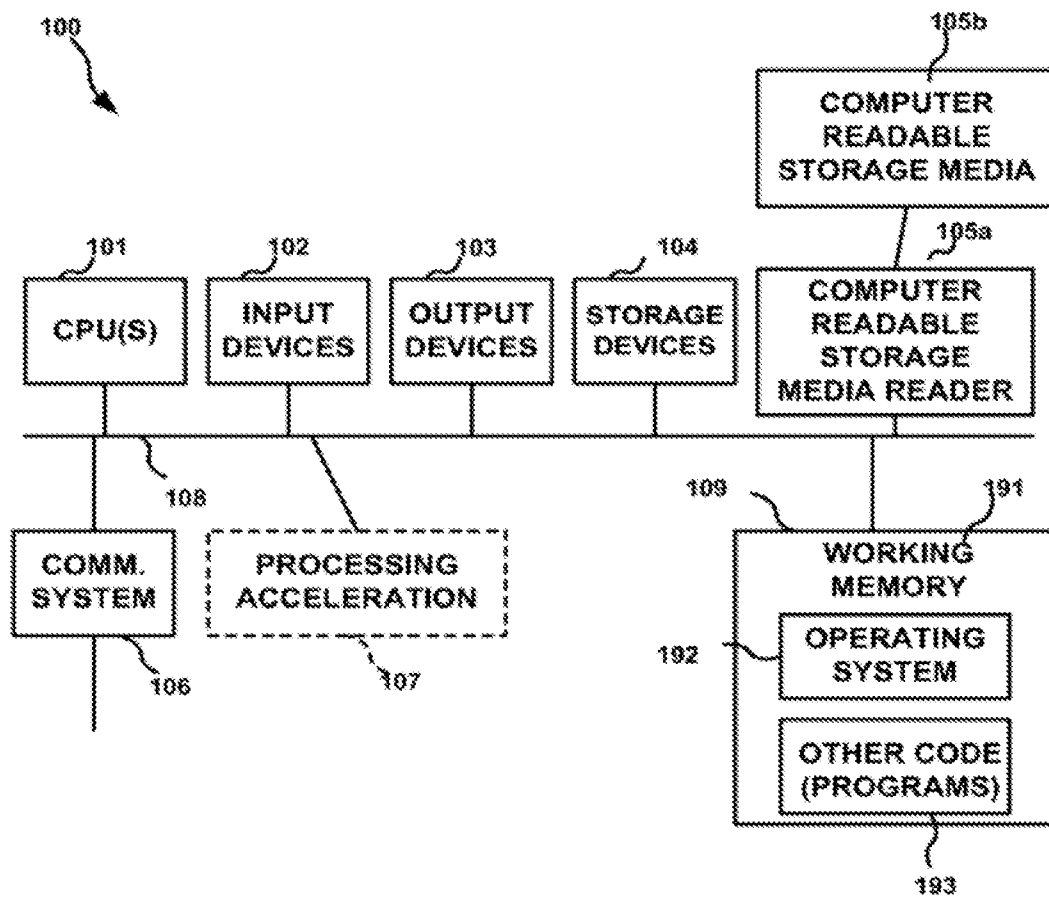 100
105b
COMPUTER
READABLE
STORAGE MEDIA
101
102
103
104
105a
CPU(S)
INPUT
DEVICES
OUTPUT
DEVICES
STORAGE
DEVICES
COMPUTER
READABLE
STORAGE
MEDIA READER
108
109
191
COMM.
SYSTEM
PROCESSING
ACCELERATION
WORKING
MEMORY
106
107
192
OPERATING
SYSTEM
OTHER CODE
(PROGRAMS)
193